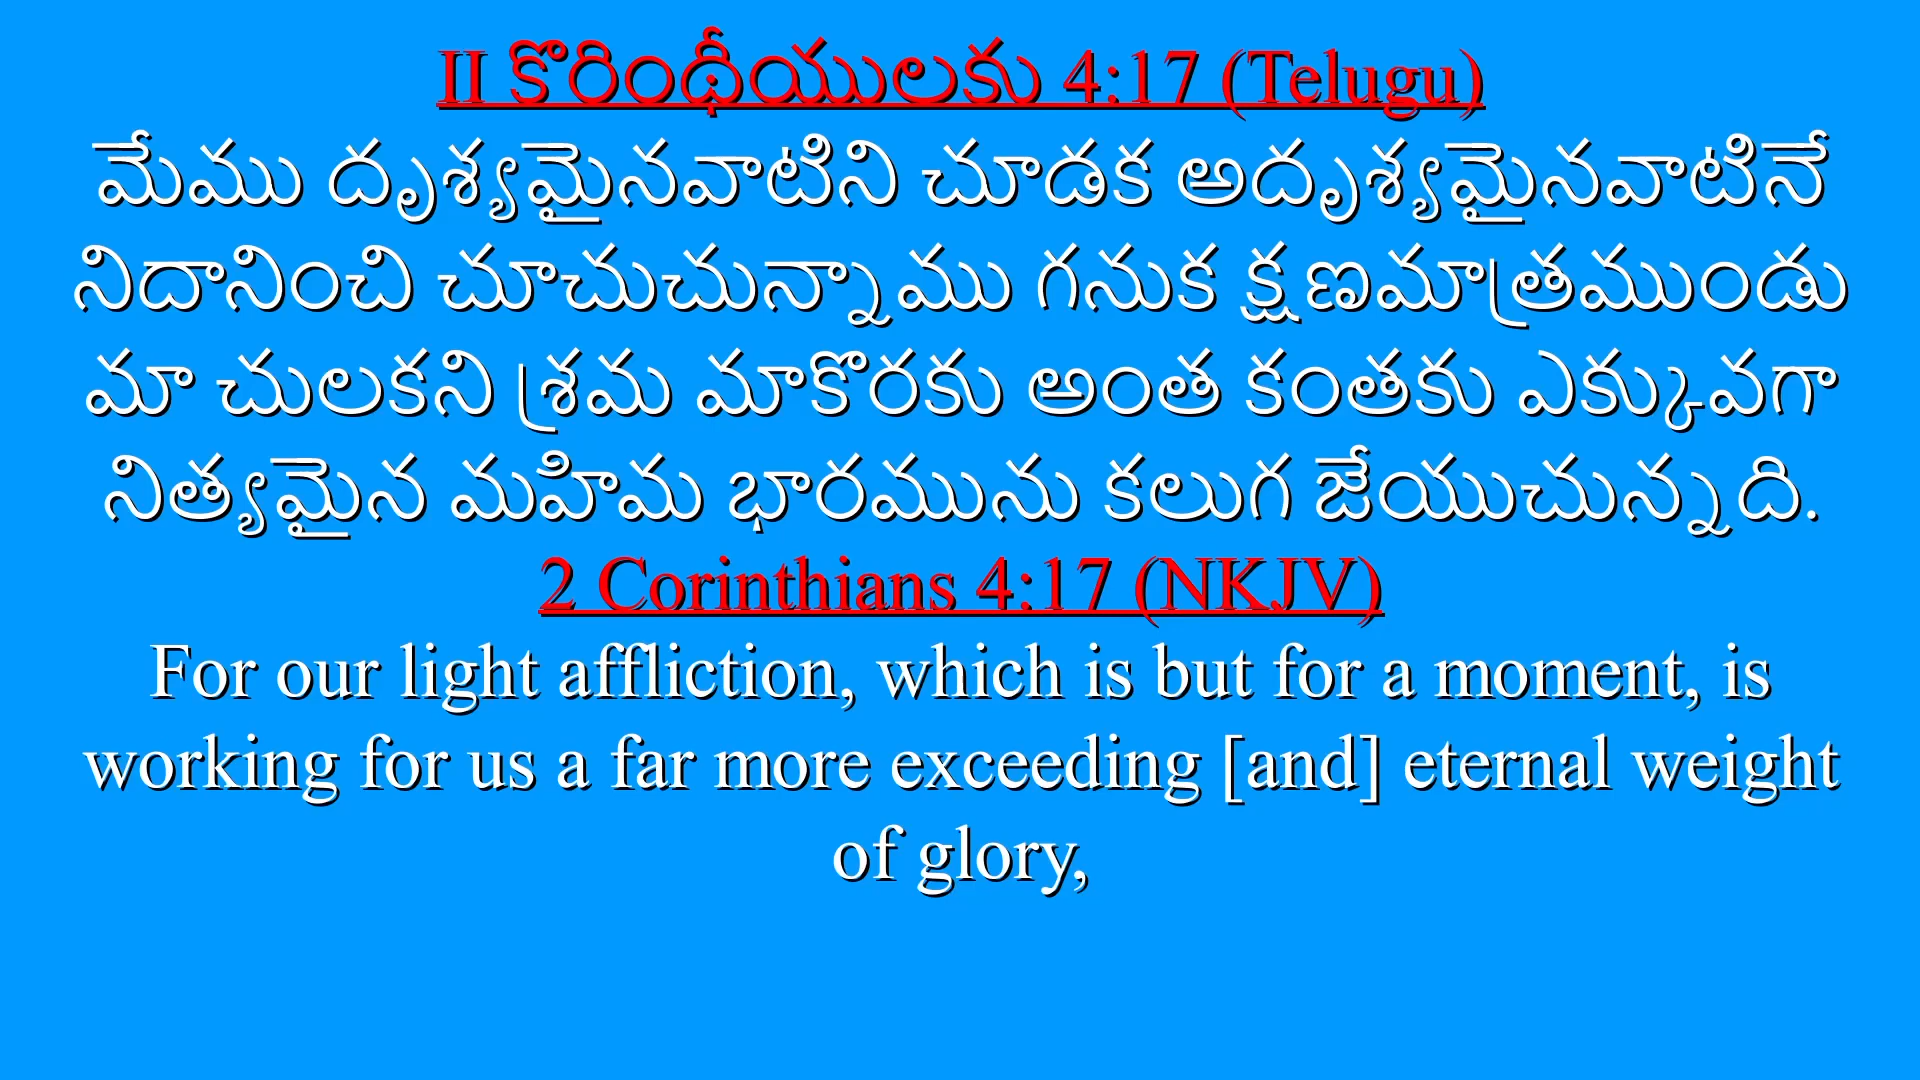 II కొరింథీయులకు 4:17 (Telugu)
మేము దృశ్యమైనవాటిని చూడక అదృశ్యమైనవాటినే
నిదానించి చూచుచున్నాము గనుక క్షణమాత్రముండు
మా చులకని శ్రమ మాకొరకు అంత కంతకు ఎక్కువగా
నిత్యమైన మహిమ భారమును కలుగ జేయుచున్నది.
2 Corinthians 4:17 (NKJV)
For our light affliction, which is but for a moment, is
working for us a far more exceeding [and] eternal weight
of glory,